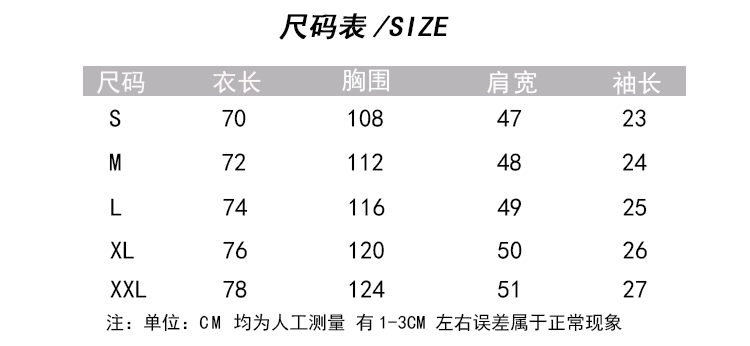 尺码表/SIZE
尺码 衣长 胸围 肩宽 袖长
S 70 108 47 23
M 72 112 48 24
L 74 116 49 25
XL 76 120 50 26
XXL 78 124 51 27
注：单位：CM 均为人工测量 有1-3CM 左右误差属于正常现象